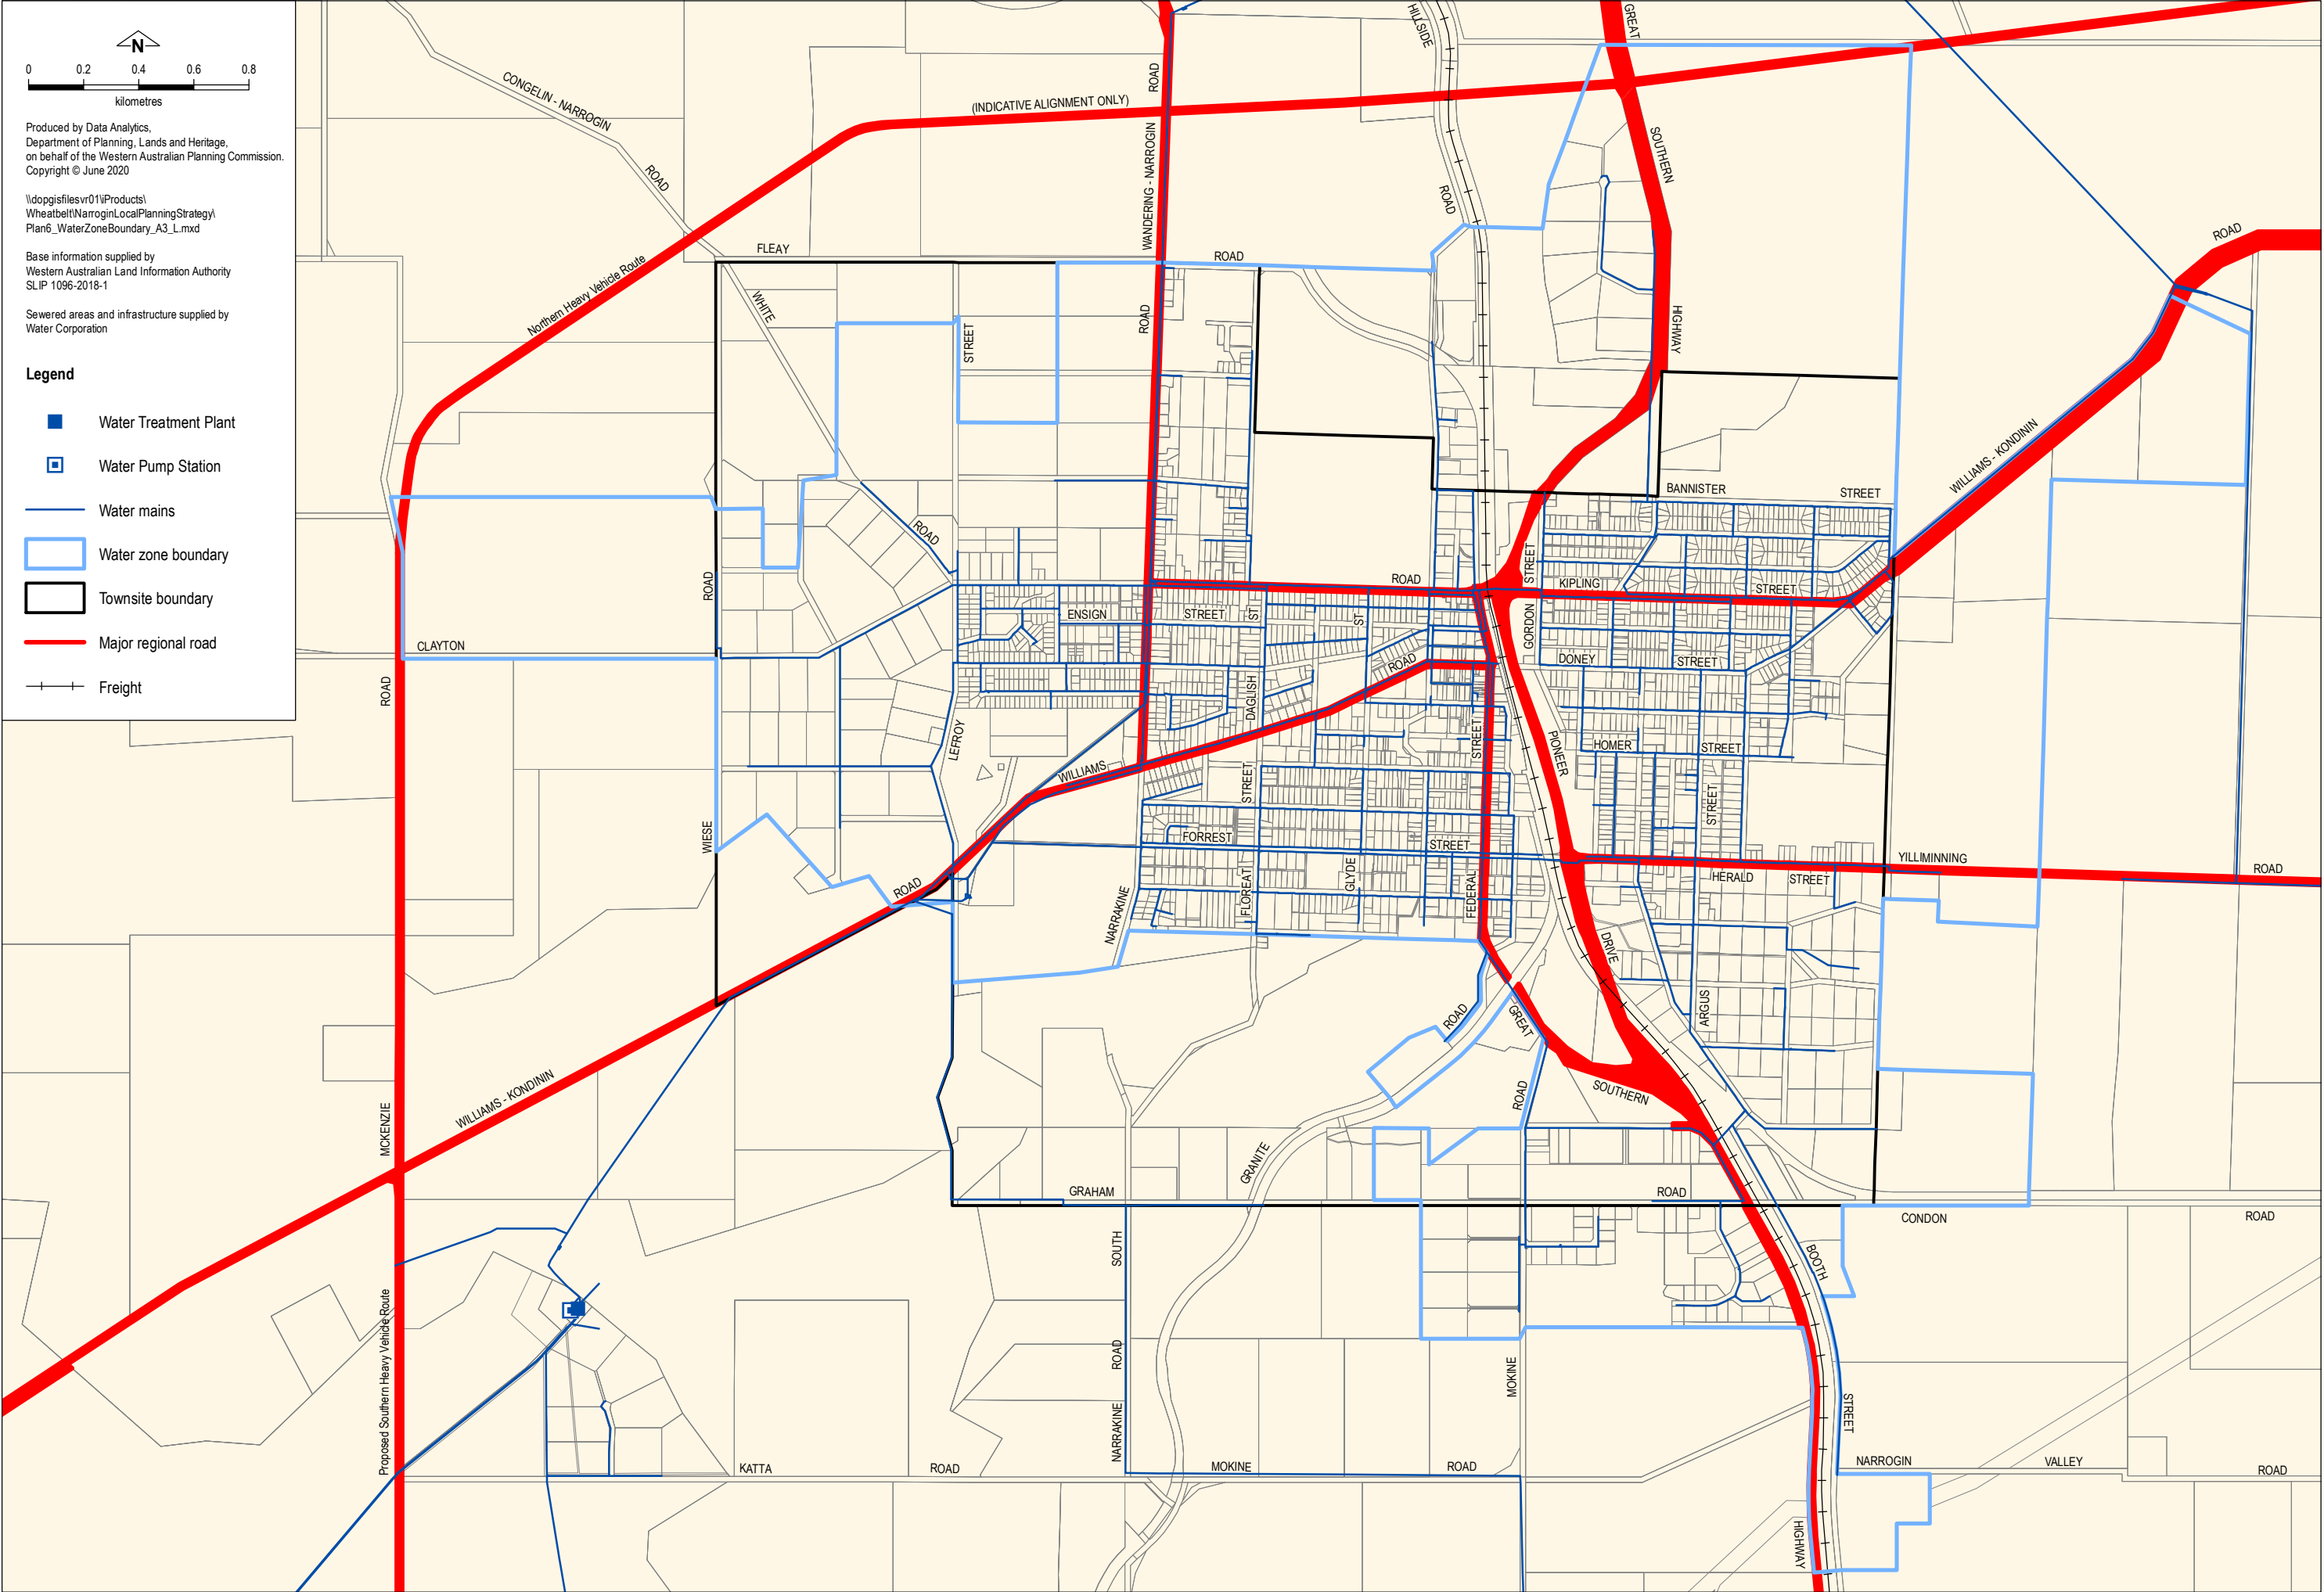 N
0 0.2 0.4 0.6 0.8
kilometres
Produced by Data Analytics,
Department of Planning, Lands and Heritage,
on behalf of the Western Australian Planning Commission.
Copyright © June 2020
\\dopgisfilesvr01\iProducts\
Wheatbelt\NarroginLocalPlanningStrategy\
Plan6_WaterZoneBoundary_A3_L.mxd
Base information supplied by
Western Australian Land Information Authority
SLIP 1096-2018-1
Sewered areas and infrastructure supplied by
Water Corporation
Legend
Water Treatment Plant
Water Pump Station
Water mains
Water zone boundary
Townsite boundary
Major regional road
Freight
CONGELIN - NARROGIN
ROAD
(INDICATIVE ALIGNMENT ONLY)
ROAD
WANDERING - NARROGIN
ROAD
HILLSIDE
ROAD
GREAT
SOUTHERN
HIGHWAY
ROAD
WILLIAMS - KONDININ
FLEAY
ROAD
Northern Heavy Vehicle Route
WHITE
ROAD
STREET
BANNISTER
STREET
ROAD
KIPLING
STREET
STREET
GORDON
ENSIGN
STREET
ST
ST
ROAD
CLAYTON
ROAD
ROAD
DONEY
STREET
DAGLISH
STREET
LEFROY
WILLIAMS
ROAD
STREET
PIONEER
HOMER
STREET
STREET
WIESE
FORREST
STREET
GLYDE
FLOREAT
FEDERAL
NARRAKINE
HERALD
STREET
YILLIMINNING
ROAD
DRIVE
ARGUS
ROAD
GREAT
ROAD
SOUTHERN
WILLIAMS - KONDININ
MCKENZIE
GRANITE
GRAHAM
ROAD
CONDON
ROAD
SOUTH
ROAD
NARRAKINE
BOOTH
STREET
MOKINE
Proposed Southern Heavy Vehicle Route
KATTA
ROAD
MOKINE
ROAD
NARROGIN
VALLEY
ROAD
HIGHWAY